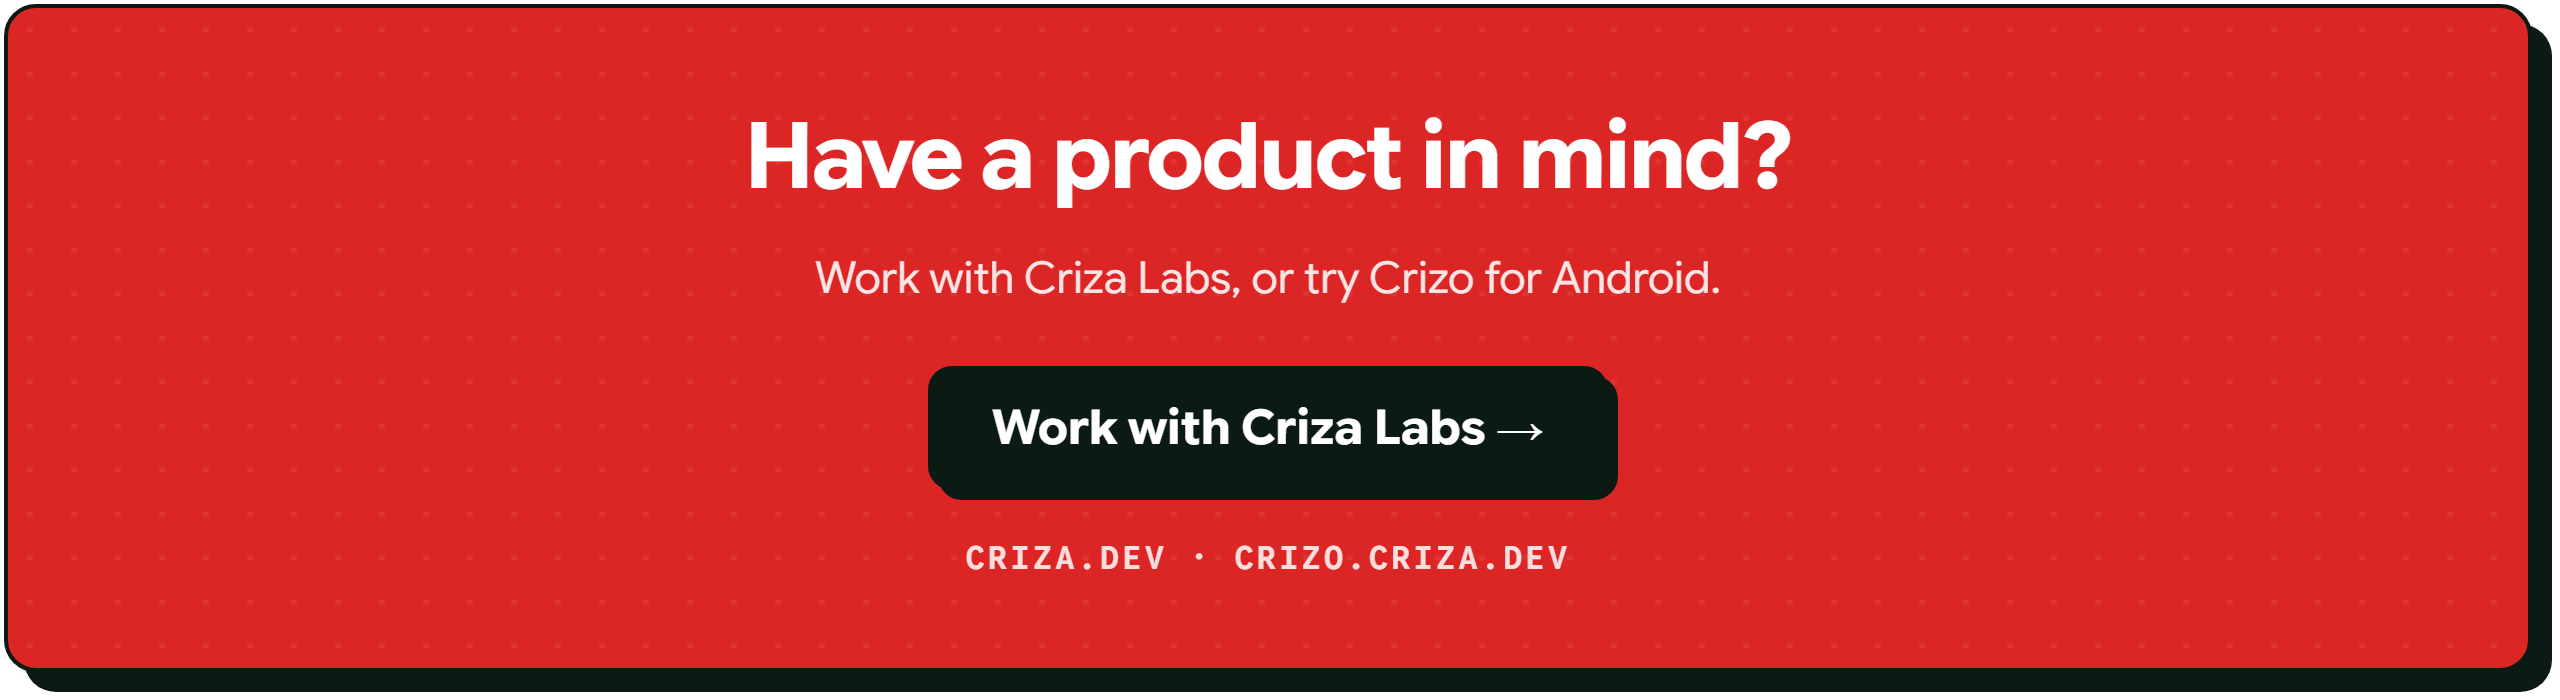 Have a product in mind?
Work with Criza Labs, or try Crizo for Android.
Work with Criza Labs →
CRIZA.DEV · CRIZO.CRIZA.DEV